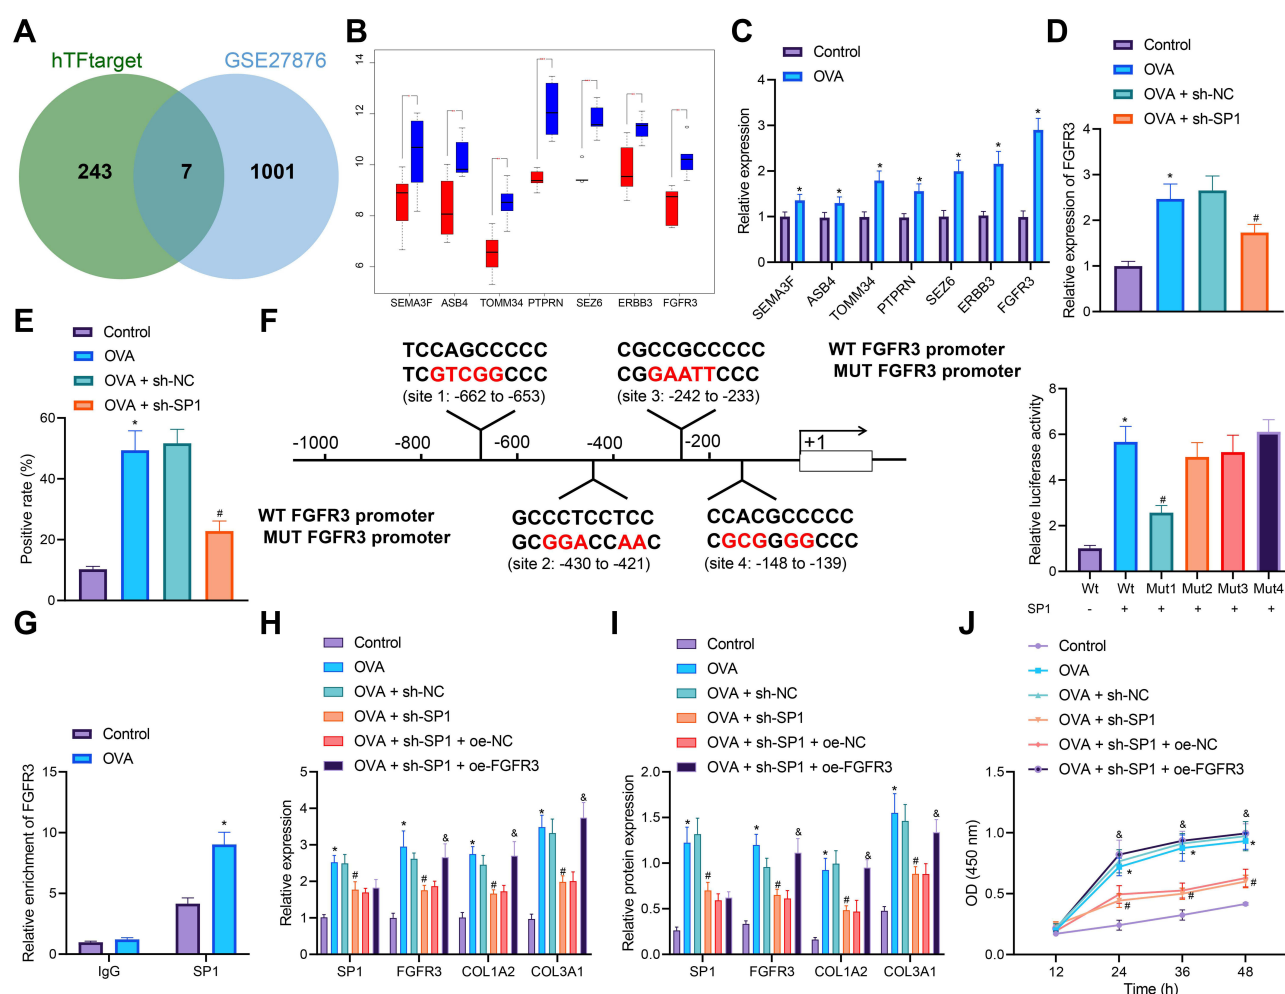 A
hTFtarget
GSE27876
243
7
1001
B
14
12
10
8
6
SEMA3F ASB4 TOMM34 PTPRN SEZ6 ERBB3 FGFR3
C
Control
OVA
Relative expression
4
3
2
1
0
* * * * * * *
SEMA3F ASB4 TOMM34 PTPRN SEZ6 ERBB3 FGFR3
D
Control
OVA
OVA + sh-NC
OVA + sh-SP1
Relative expression of FGFR3
4
3
2
1
0
* #
E
Control
OVA
OVA + sh-NC
OVA + sh-SP1
Positive rate (%)
60
40
20
0
* #
F
TCCAGCCCCC
TCGTCGGCCC
(site 1: -662 to -653)
CGCCGCCCCC
CGGAATTCCC
(site 3: -242 to -233)
WT FGFR3 promoter
MUT FGFR3 promoter
-1000 -800 -600 -400 -200 +1
WT FGFR3 promoter
MUT FGFR3 promoter
GCCCTCCTCC
GCGGACCAAC
(site 2: -430 to -421)
CCACGCCCCC
CGCGGGGCCC
(site 4: -148 to -139)
Relative luciferase activity
8
6
4
2
0
* #
Wt Wt Mut1 Mut2 Mut3 Mut4
SP1 - + + + + +
G
Control
OVA
Relative enrichment of FGFR3
15
10
5
0
*
IgG SP1
H
Control
OVA
OVA + sh-NC
OVA + sh-SP1
OVA + sh-SP1 + oe-NC
OVA + sh-SP1 + oe-FGFR3
Relative expression
5
4
3
2
1
0
* # * # & * # & * # &
SP1 FGFR3 COL1A2 COL3A1
I
Control
OVA
OVA + sh-NC
OVA + sh-SP1
OVA + sh-SP1 + oe-NC
OVA + sh-SP1 + oe-FGFR3
Relative protein expression
2.0
1.5
1.0
0.5
0.0
* # * # & * # & * # &
SP1 FGFR3 COL1A2 COL3A1
J
Control
OVA
OVA + sh-NC
OVA + sh-SP1
OVA + sh-SP1 + oe-NC
OVA + sh-SP1 + oe-FGFR3
OD (450 nm)
1.5
1.0
0.5
0.0
& & &
* * *
# # #
12 24 36 48
Time (h)